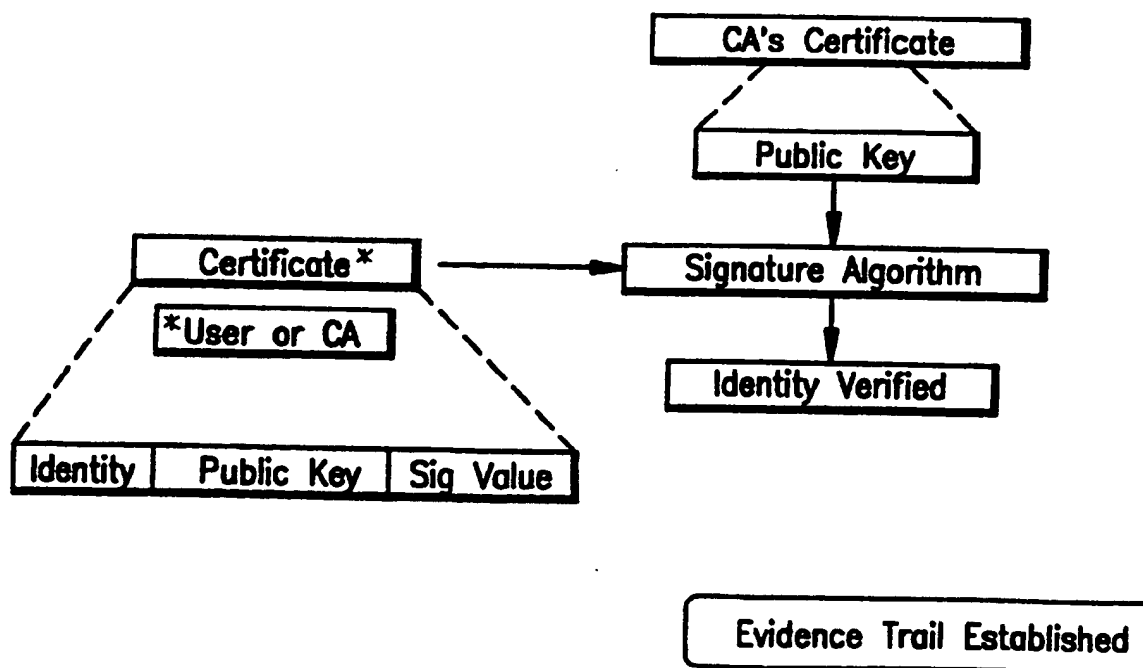 CA's Certificate
Public Key
Certificate*
Signature Algorithm
*User or CA
Identity Verified
Identity Public Key Sig Value
Evidence Trail Established